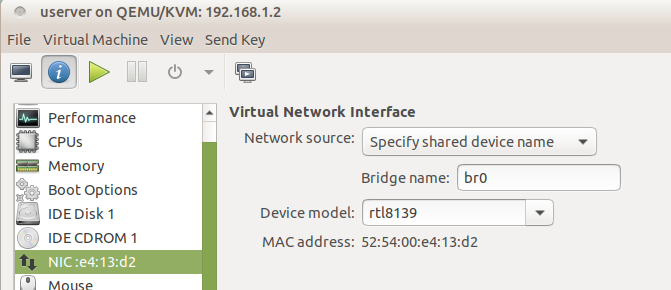 userver on QEMU/KVM: 192.168.1.2
File Virtual Machine View Send Key
Performance
CPUs
Memory
Boot Options
IDE Disk 1
IDE CDROM 1
NIC :e4:13:d2
Mouse
Virtual Network Interface
Network source: Specify shared device name
Bridge name: br0
Device model: rtl8139
MAC address: 52:54:00:e4:13:d2